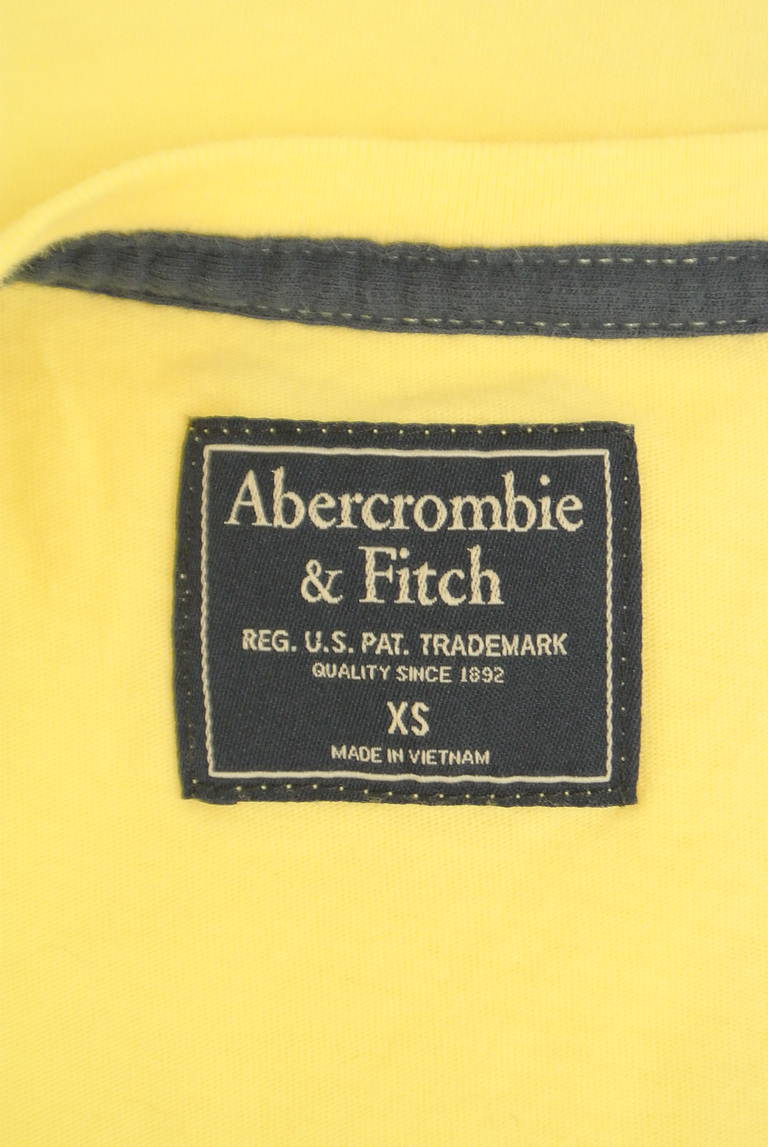 Abercrombie
& Fitch
REG. U.S. PAT. TRADEMARK
QUALITY SINCE 1892
XS
MADE IN VIETNAM